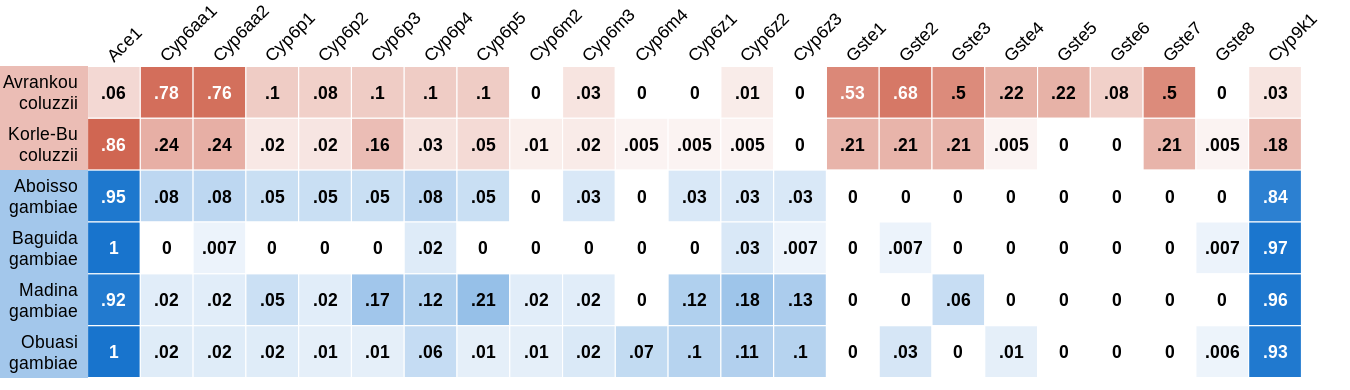 Ace1 Cyp6aa1 Cyp6aa2 Cyp6p1 Cyp6p2 Cyp6p3 Cyp6p4 Cyp6p5 Cyp6m2 Cyp6m3 Cyp6m4 Cyp6z1 Cyp6z2 Cyp6z3 Gste1 Gste2 Gste3 Gste4 Gste5 Gste6 Gste7 Gste8 Cyp9k1
Avrankou
coluzzii
.06 .78 .76 .1 .08 .1 .1 .1 0 .03 0 0 .01 0 .53 .68 .5 .22 .22 .08 .5 0 .03
Korle-Bu
coluzzii
.86 .24 .24 .02 .02 .16 .03 .05 .01 .02 .005 .005 .005 0 .21 .21 .21 .005 0 0 .21 .005 .18
Aboisso
gambiae
.95 .08 .08 .05 .05 .05 .08 .05 0 .03 0 .03 .03 .03 0 0 0 0 0 0 0 0 .84
Baguida
gambiae
1 0 .007 0 0 0 .02 0 0 0 0 0 .03 .007 0 .007 0 0 0 0 0 .007 .97
Madina
gambiae
.92 .02 .02 .05 .02 .17 .12 .21 .02 .02 0 .12 .18 .13 0 0 .06 0 0 0 0 0 .96
Obuasi
gambiae
1 .02 .02 .02 .01 .01 .06 .01 .01 .02 .07 .1 .11 .1 0 .03 0 .01 0 0 0 .006 .93